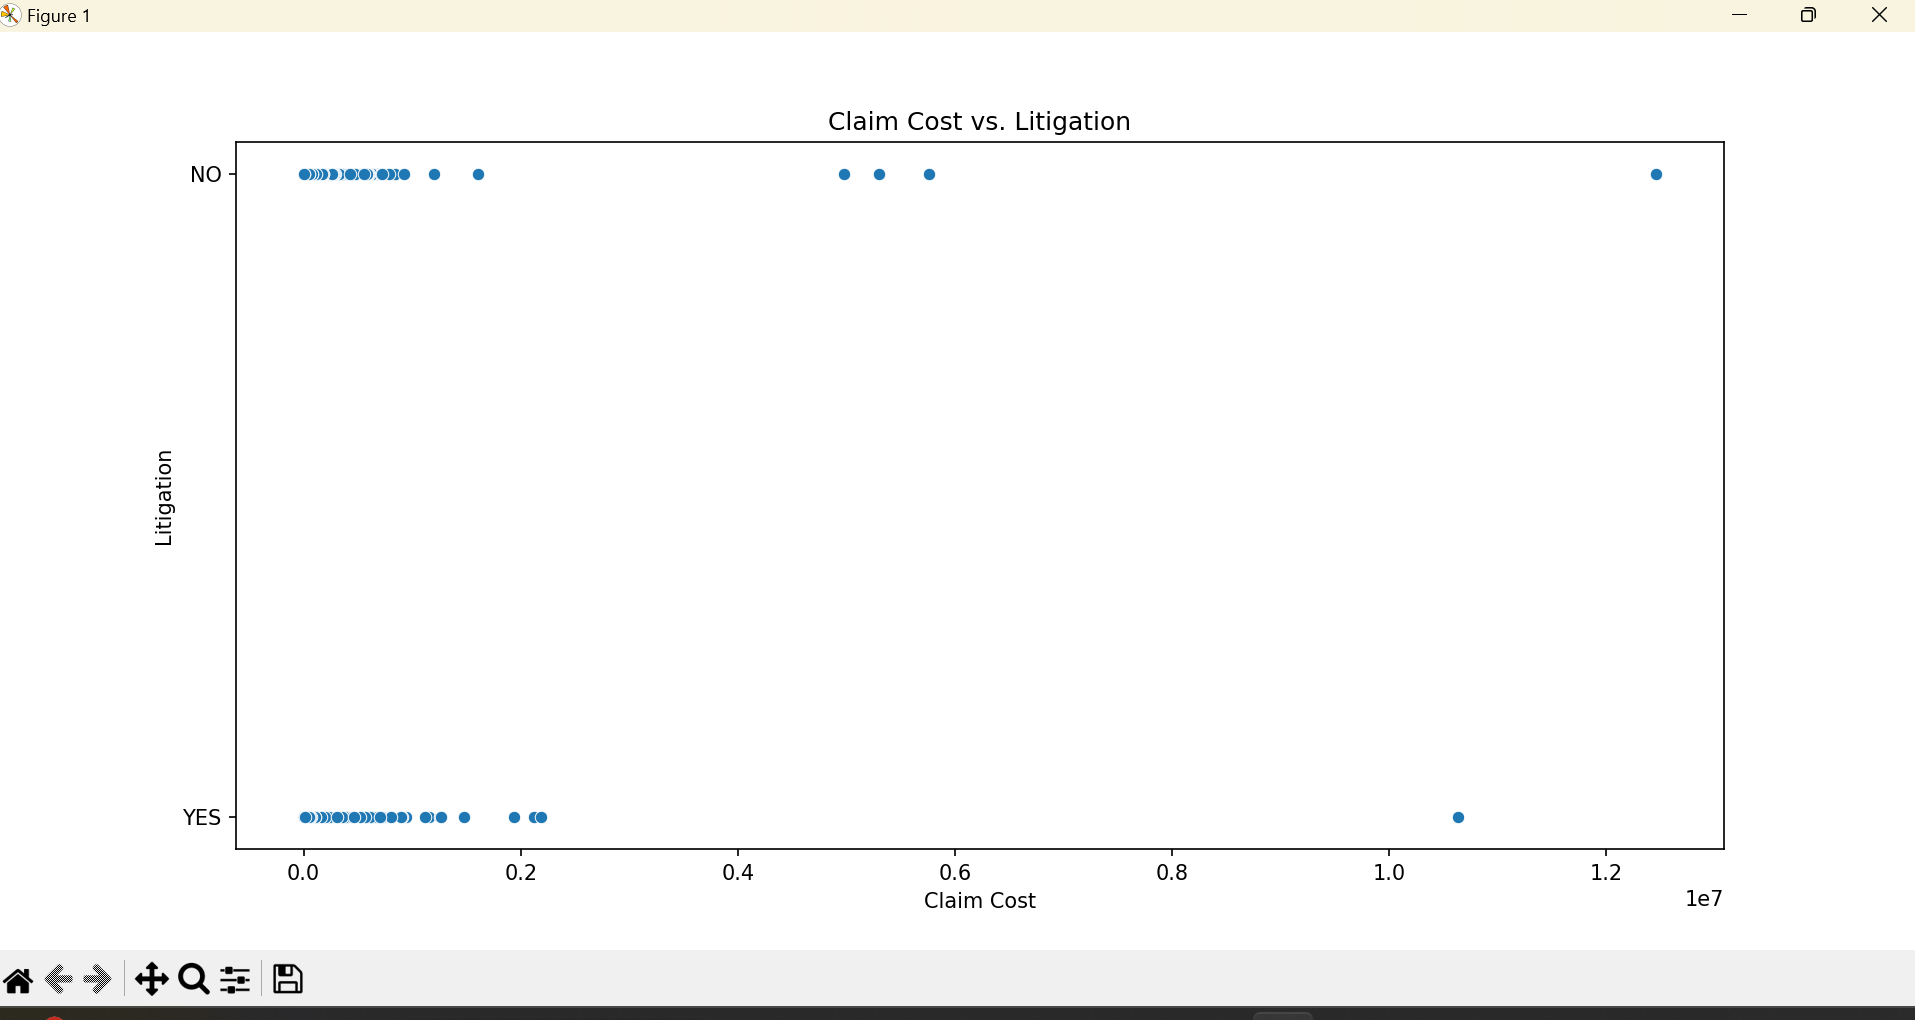 Figure 1
Claim Cost vs. Litigation
NO
Litigation
YES
0.0 0.2 0.4 0.6 0.8 1.0 1.2
Claim Cost
1e7